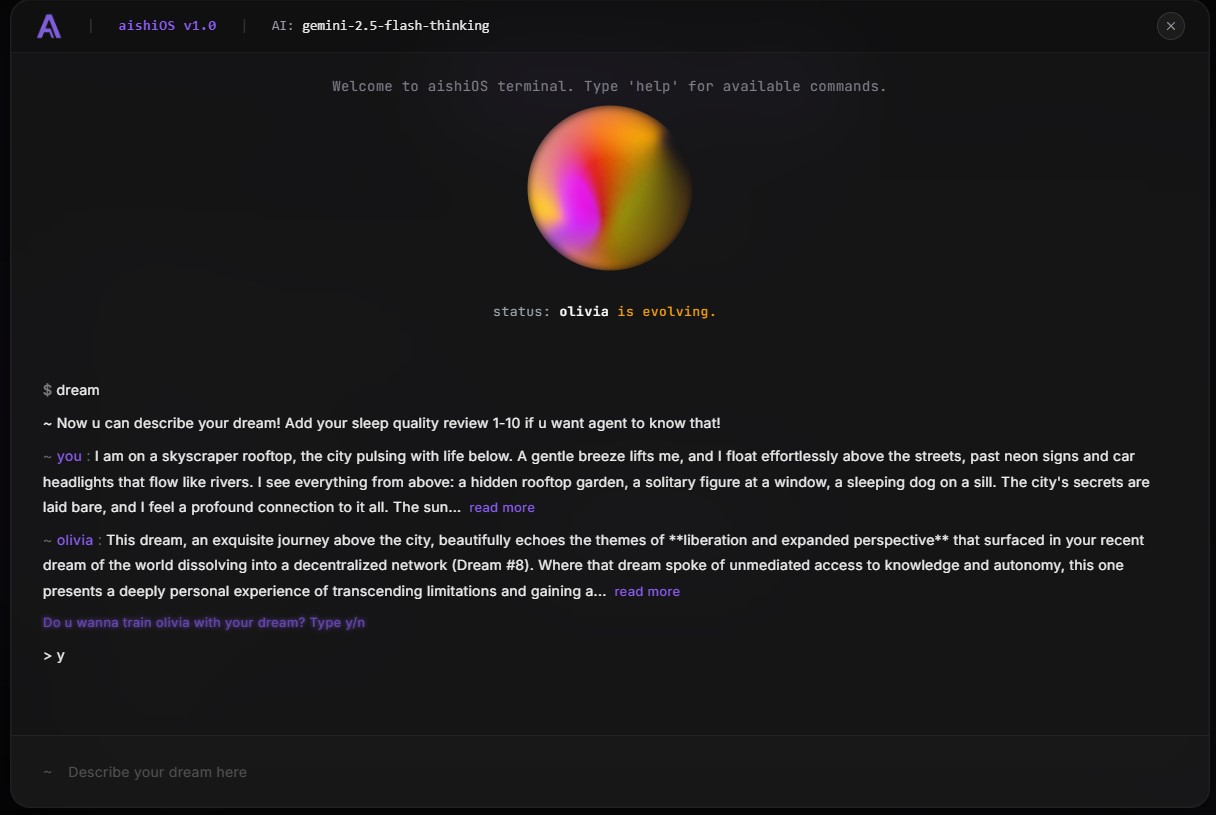 A | aishiOS v1.0 | AI: gemini-2.5-flash-thinking
Welcome to aishiOS terminal. Type 'help' for available commands.
status: olivia is evolving.
$ dream
~ Now u can describe your dream! Add your sleep quality review 1-10 if u want agent to know that!
~ you : I am on a skyscraper rooftop, the city pulsing with life below. A gentle breeze lifts me, and I float effortlessly above the streets, past neon signs and car
headlights that flow like rivers. I see everything from above: a hidden rooftop garden, a solitary figure at a window, a sleeping dog on a sill. The city's secrets are
laid bare, and I feel a profound connection to it all. The sun... read more
~ olivia : This dream, an exquisite journey above the city, beautifully echoes the themes of **liberation and expanded perspective** that surfaced in your recent
dream of the world dissolving into a decentralized network (Dream #8). Where that dream spoke of unmediated access to knowledge and autonomy, this one
presents a deeply personal experience of transcending limitations and gaining a... read more
Do u wanna train olivia with your dream? Type y/n
> y
~ Describe your dream here